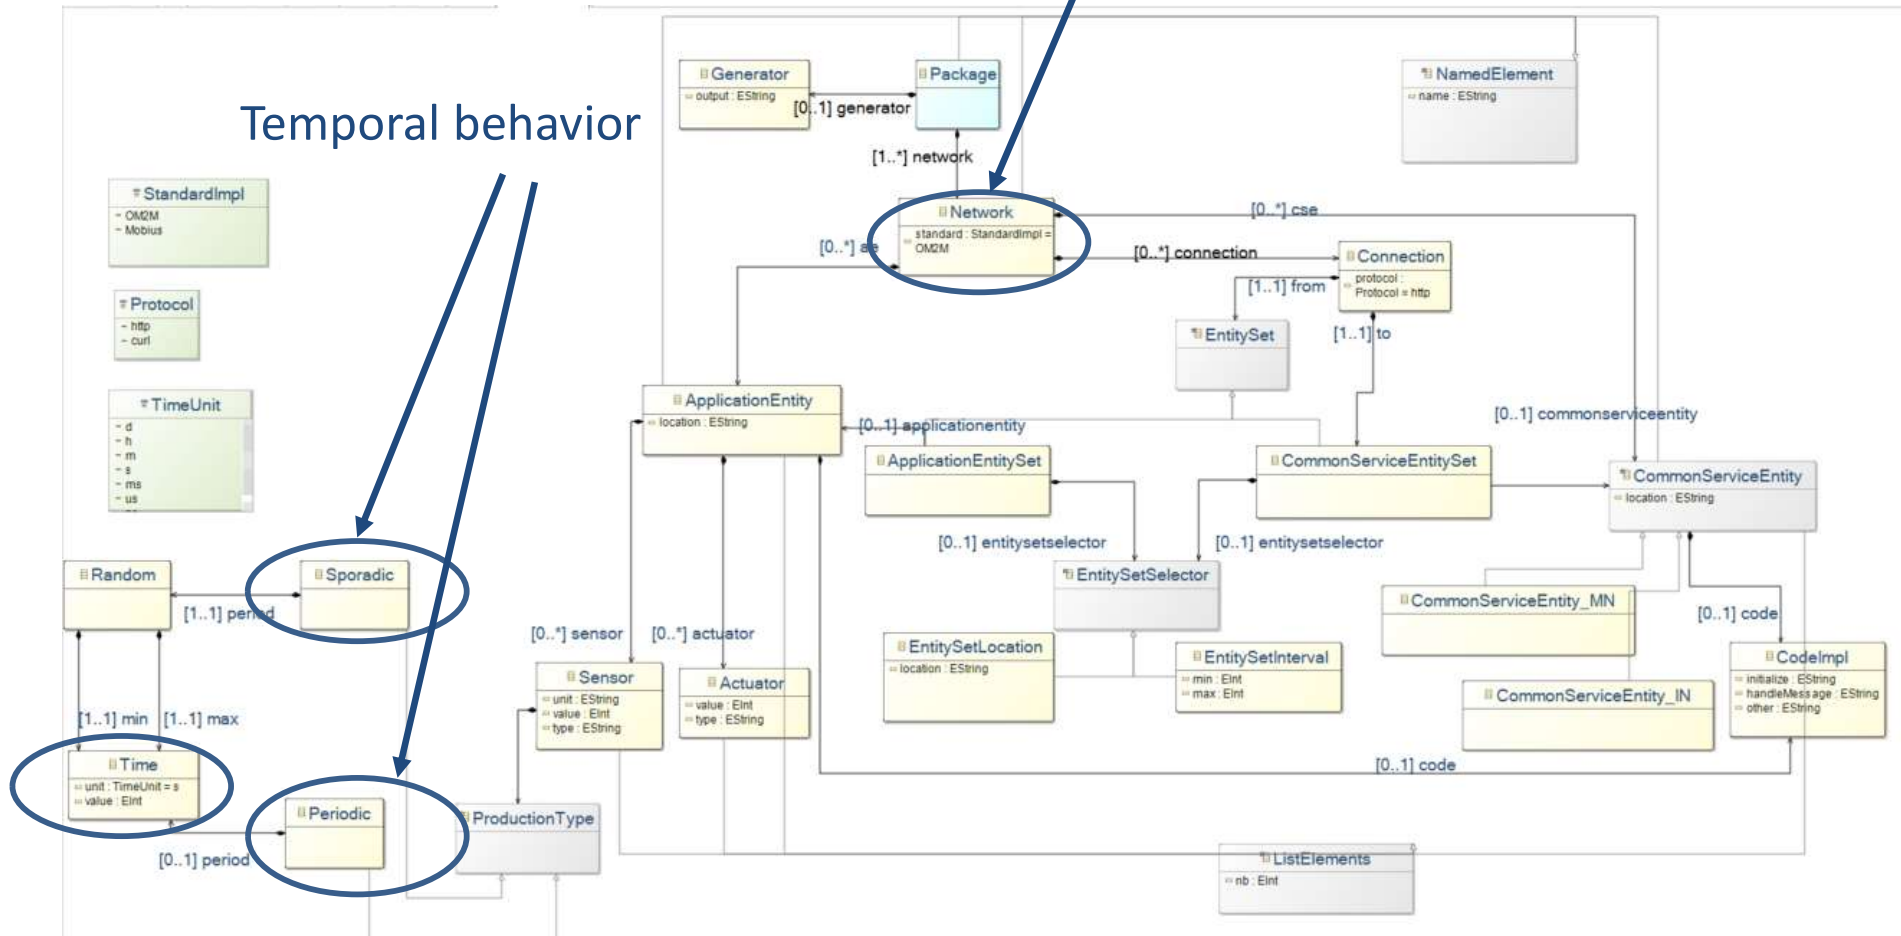 Temporal behavior
Generator
output : EString
[0..1] generator
Package
[1..*] network
NamedElement
name : EString
StandardImpl
OM2M
Mobius
Protocol
http
curl
TimeUnit
d
h
m
s
ms
us
Network
standard : StandardImpl =
OM2M
[0..*] cse
[0..*] connection
Connection
protocol :
Protocol = http
[1..1] from
[1..1] to
EntitySet
ApplicationEntity
location : EString
[0..1] applicationentity
[0..1] commonserviceentity
ApplicationEntitySet
CommonServiceEntitySet
CommonServiceEntity
location : EString
[0..1] entitysetselector
[0..1] entitysetselector
EntitySetSelector
Random
Sporadic
[1..1] period
[0..*] sensor
[0..*] actuator
EntitySetLocation
location : EString
EntitySetInterval
min : EInt
max : EInt
CommonServiceEntity_MN
[0..1] code
CodeImpl
initialize : EString
handleMessage : EString
other : EString
CommonServiceEntity_IN
Sensor
unit : EString
value : EInt
type : EString
Actuator
value : EInt
type : EString
[1..1] min
[1..1] max
Time
unit : TimeUnit = s
value : EInt
Periodic
[0..1] period
ProductionType
[0..1] code
ListElements
nb : EInt